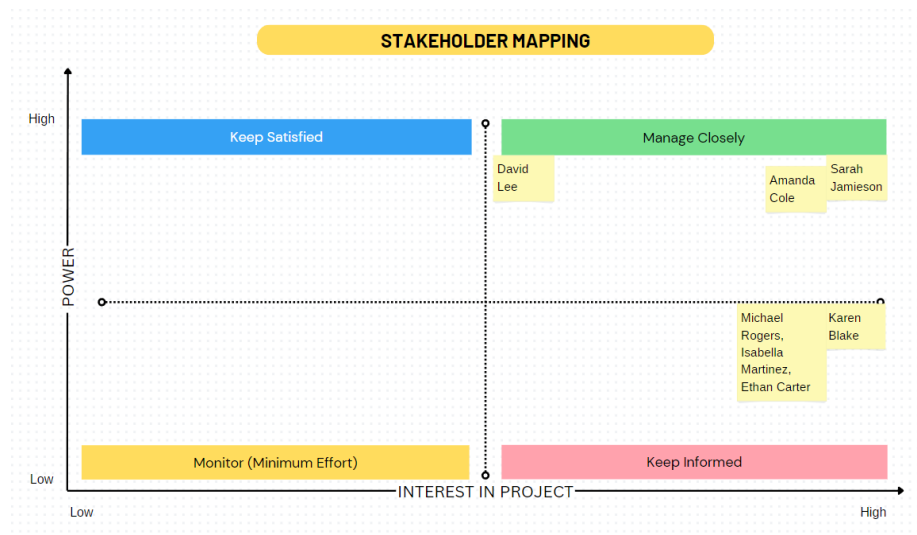 STAKEHOLDER MAPPING
High
Keep Satisfied
Manage Closely
David
Lee
Amanda
Cole
Sarah
Jamieson
POWER
Michael
Rogers,
Isabella
Martinez,
Ethan Carter
Karen
Blake
Monitor (Minimum Effort)
Keep Informed
Low
INTEREST IN PROJECT
Low
High